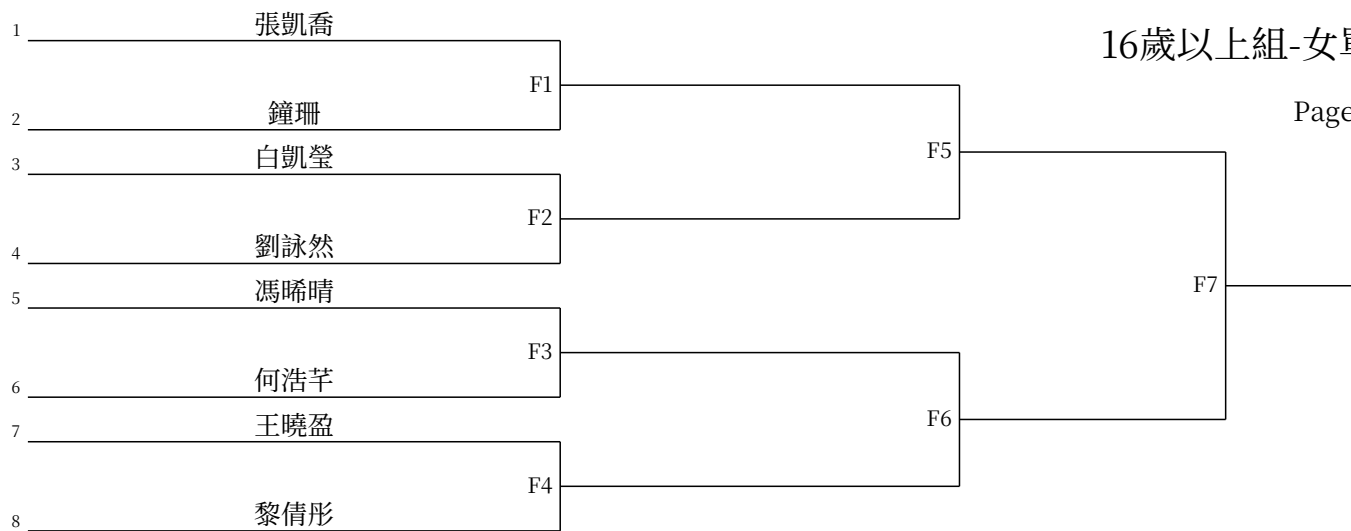 1 張凱喬
16歲以上組-女單
F1
Page
2 鐘珊
3 白凱瑩
F5
F2
4 劉詠然
5 馮晞晴
F7
F3
6 何浩芊
7 王曉盈
F6
F4
8 黎倩彤